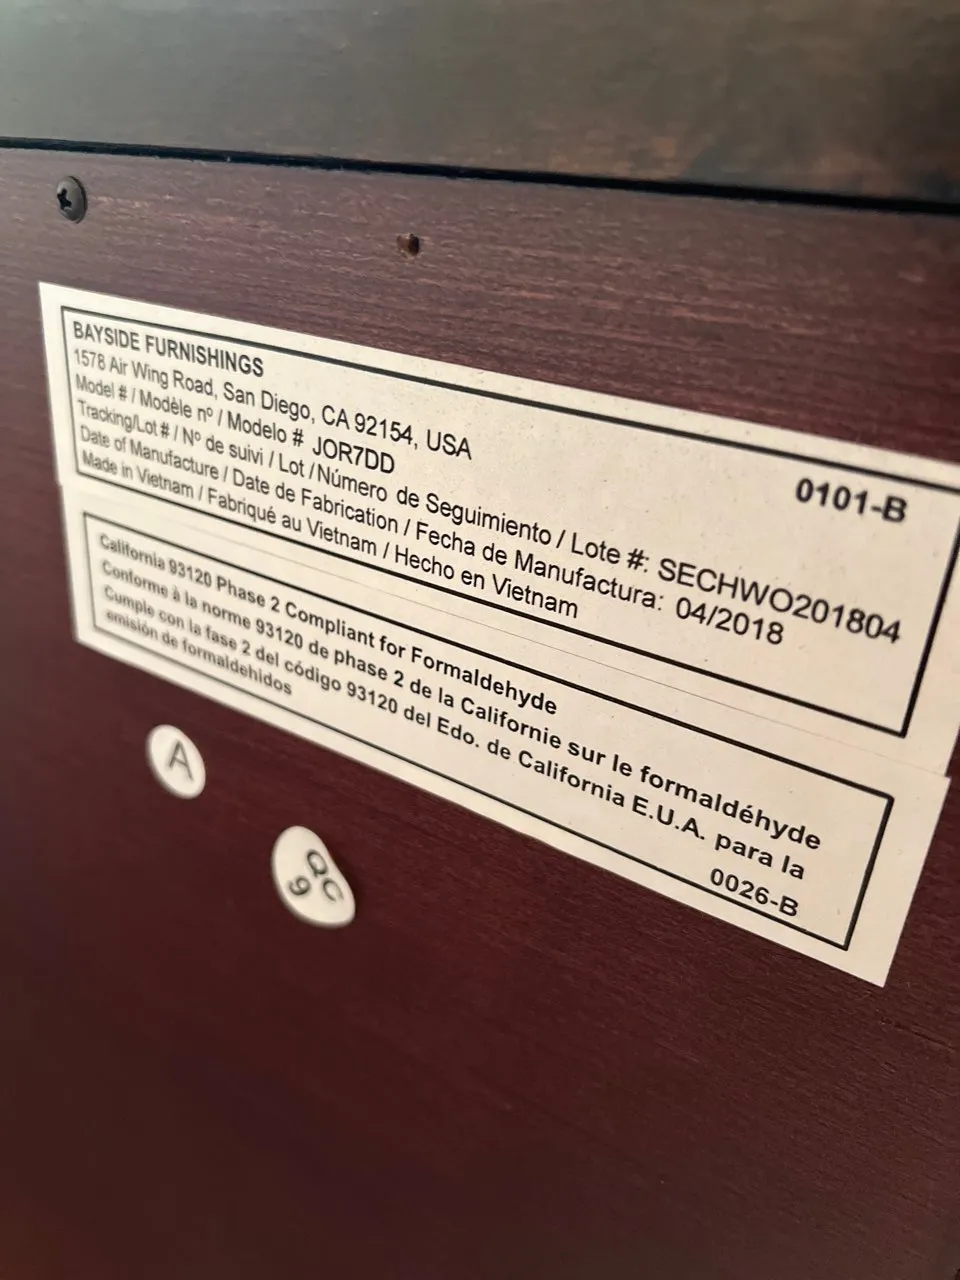 BAYSIDE FURNISHINGS
1578 Air Wing Road, San Diego, CA 92154, USA
Model # / Modèle nº / Modelo # JOR7DD
0101-B
Tracking/Lot # / Nº de suivi / Lot / Número de Seguimiento / Lote #: SECHWO201804
Date of Manufacture / Date de Fabrication / Fecha de Manufactura: 04/2018
Made in Vietnam / Fabriqué au Vietnam / Hecho en Vietnam
California 93120 Phase 2 Compliant for Formaldehyde
Conforme à la norme 93120 de phase 2 de la Californie sur le formaldéhyde
Cumple con la fase 2 del código 93120 del Edo. de California E.U.A. para la
emisión de formaldehidos
0026-B
A
QC
9